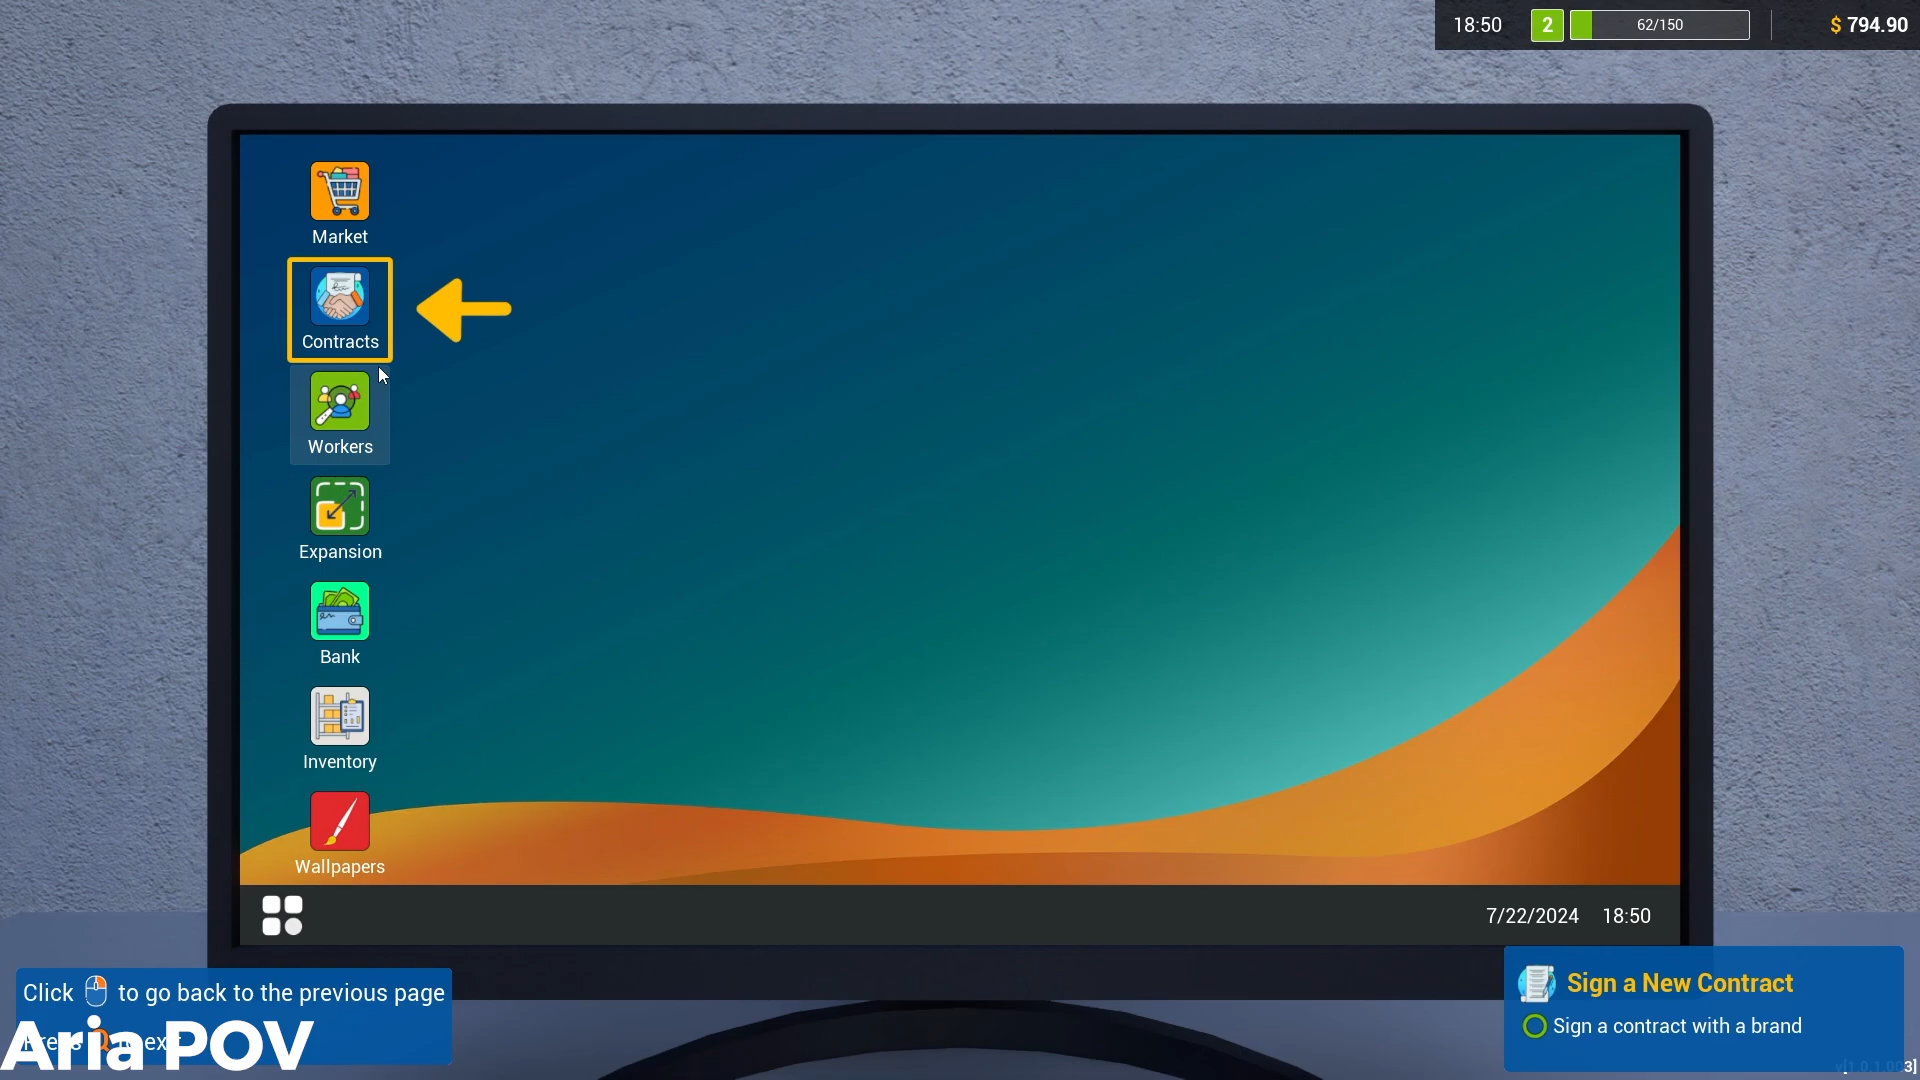 18:50 2 62/150 $ 794.90
Market
Contracts
Workers
Expansion
Bank
Inventory
Wallpapers
7/22/2024 18:50
Click to go back to the previous page
Aria POV
Sign a New Contract
Sign a contract with a brand